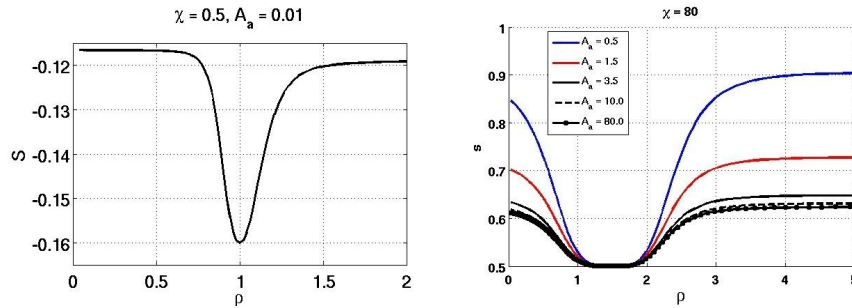 χ = 0.5, A_a = 0.01
S
-0.12
-0.13
-0.14
-0.15
-0.16
0 0.5 1 1.5 2
ρ
χ = 80
s
1
0.9
0.8
0.7
0.6
0.5
A_a = 0.5
A_a = 1.5
A_a = 3.5
A_a = 10.0
A_a = 80.0
0 1 2 3 4 5
ρ